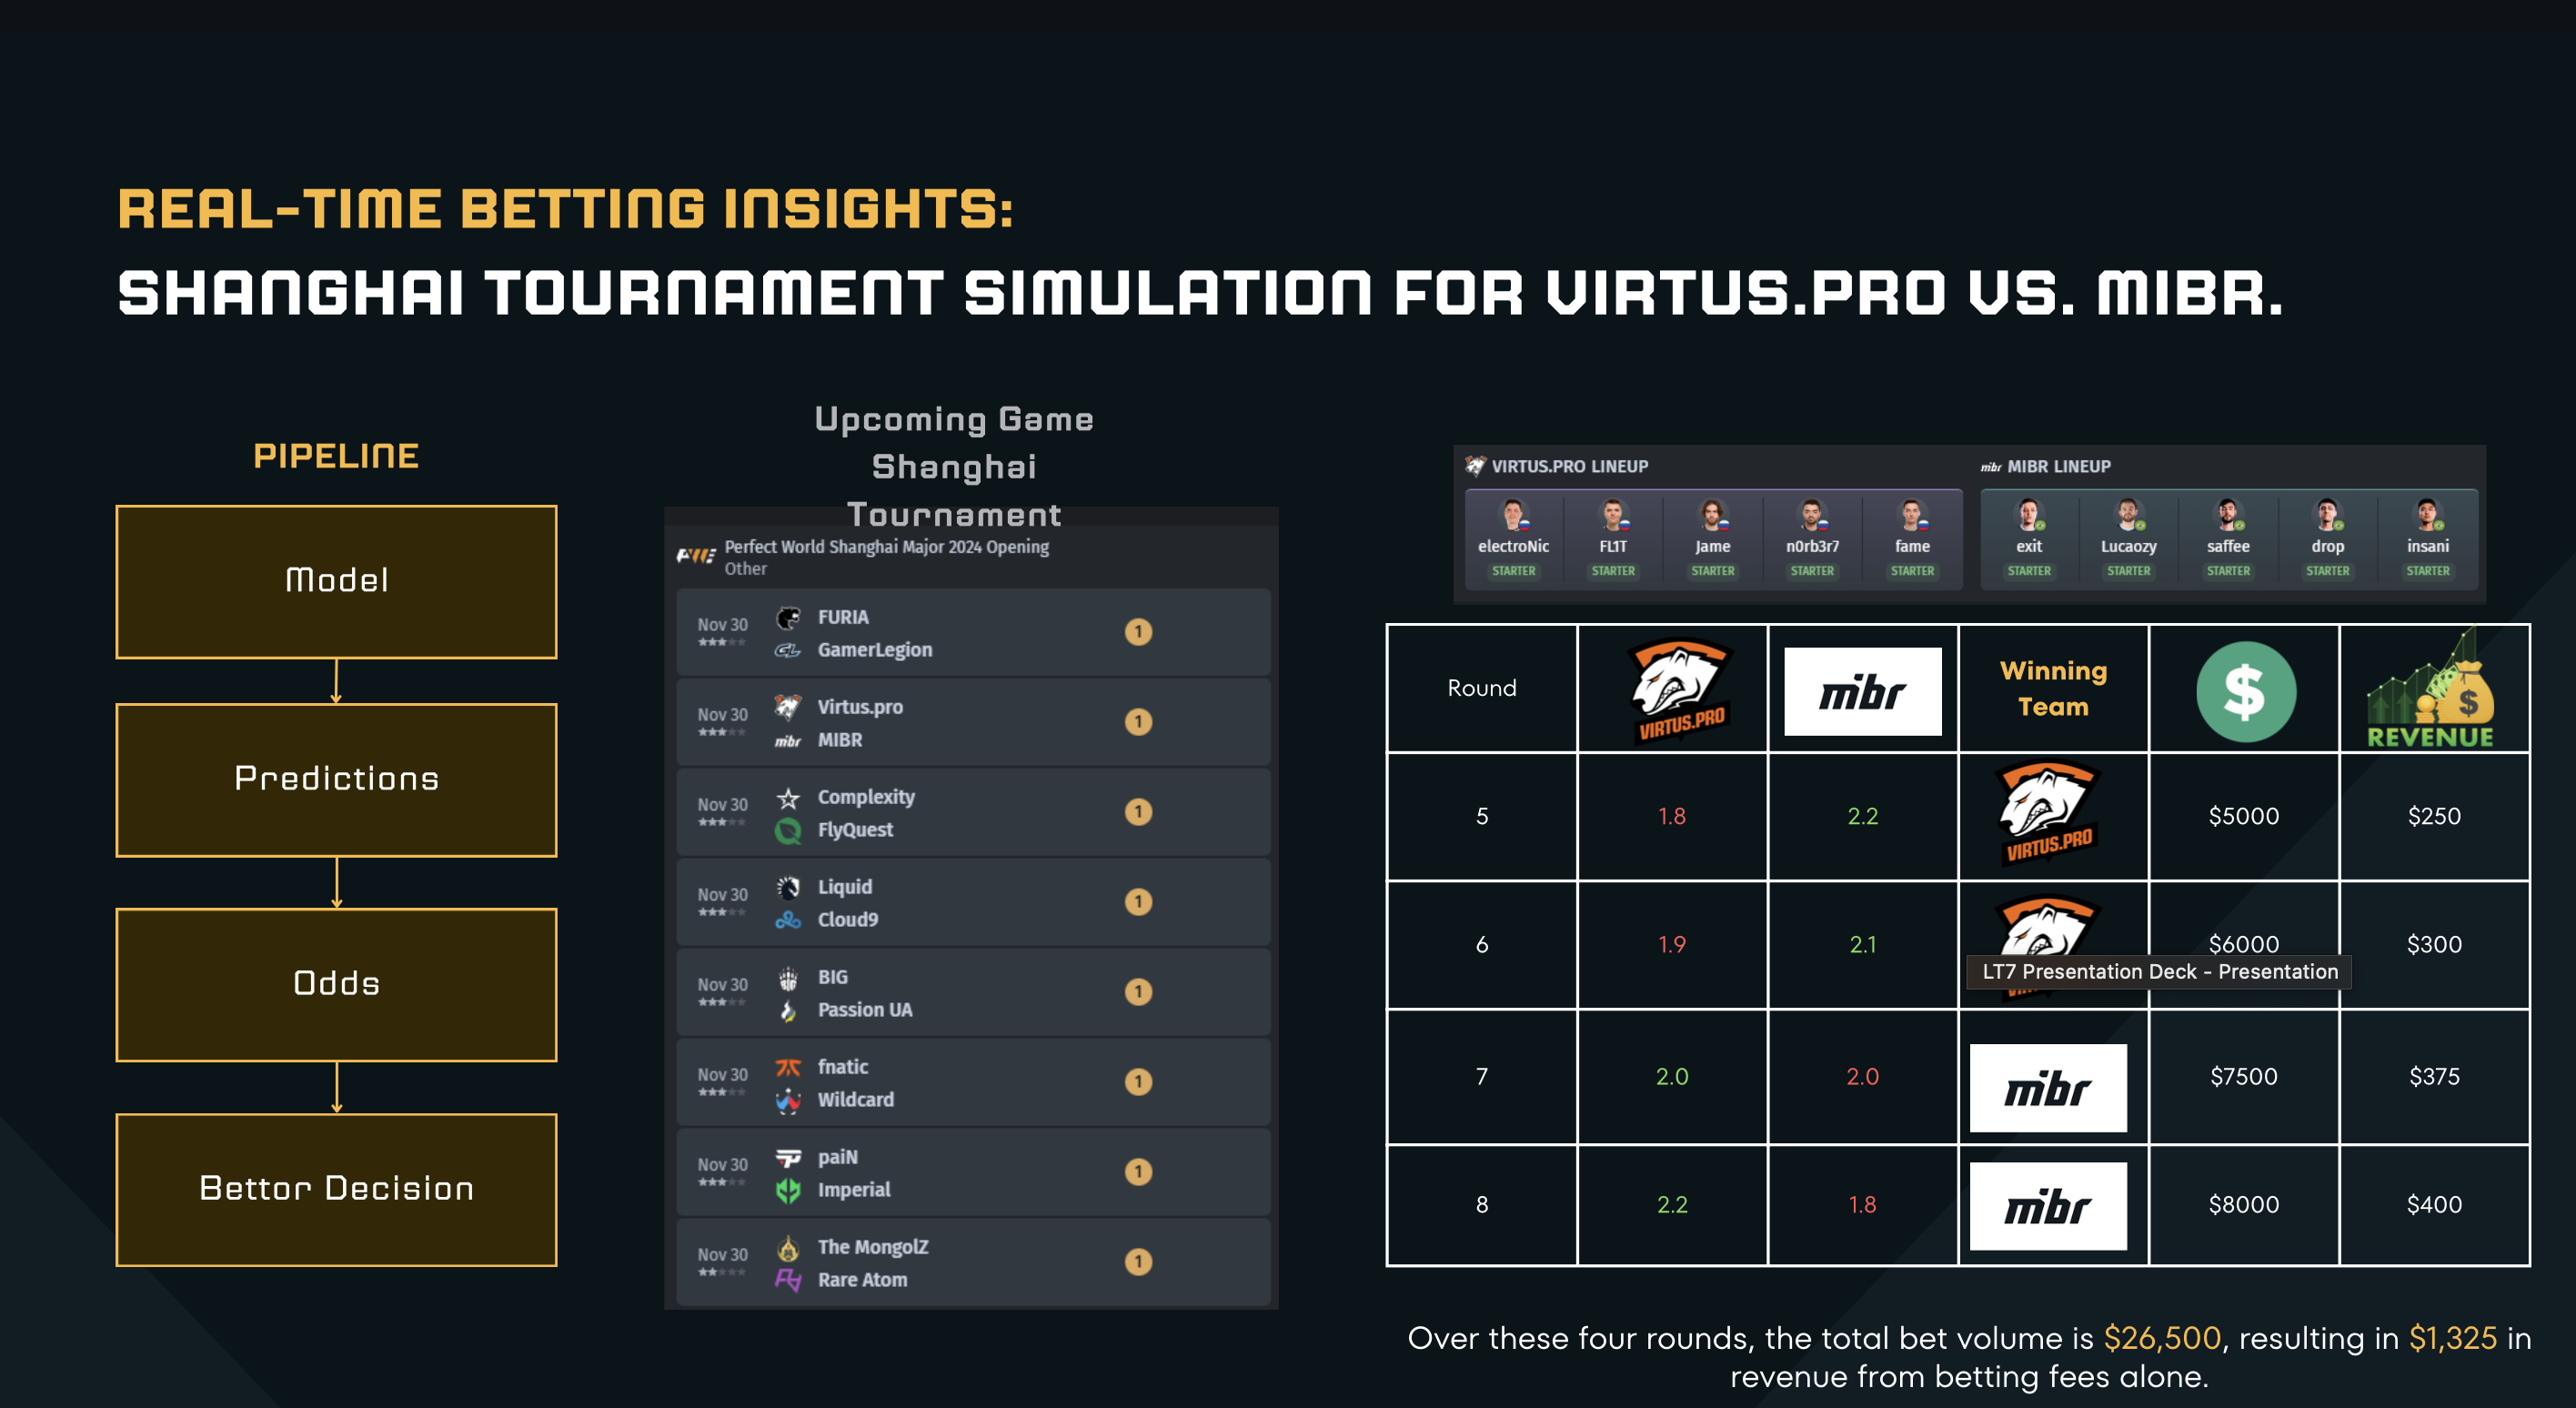 REAL-TIME BETTING INSIGHTS:
SHANGHAI TOURNAMENT SIMULATION FOR VIRTUS.PRO VS. MIBR.
PIPELINE
Model
Predictions
Odds
Bettor Decision
Upcoming Game
Shanghai
Tournament
PWE Perfect World Shanghai Major 2024 Opening
Other
Nov 30 FURIA 1
GL GamerLegion
Nov 30 Virtus.pro 1
mibr MIBR
Nov 30 Complexity 1
FlyQuest
Nov 30 Liquid 1
Cloud9
Nov 30 BIG BIG 1
Passion UA
Nov 30 fnatic 1
Wildcard
Nov 30 paiN 1
Imperial
Nov 30 The MongolZ 1
Rare Atom
VIRTUS.PRO LINEUP mibr MIBR LINEUP
electroNic FL1T Jame n0rb3r7 fame exit Lucaozy saffee drop insani
STARTER STARTER STARTER STARTER STARTER STARTER STARTER STARTER STARTER STARTER
Round VIRTUS.PRO mibr Winning Team $ $ REVENUE
5 1.8 2.2 VIRTUS.PRO $5000 $250
6 1.9 2.1 $6000 $300
LT7 Presentation Deck - Presentation
7 2.0 2.0 mibr $7500 $375
8 2.2 1.8 mibr $8000 $400
Over these four rounds, the total bet volume is $26,500, resulting in $1,325 in
revenue from betting fees alone.